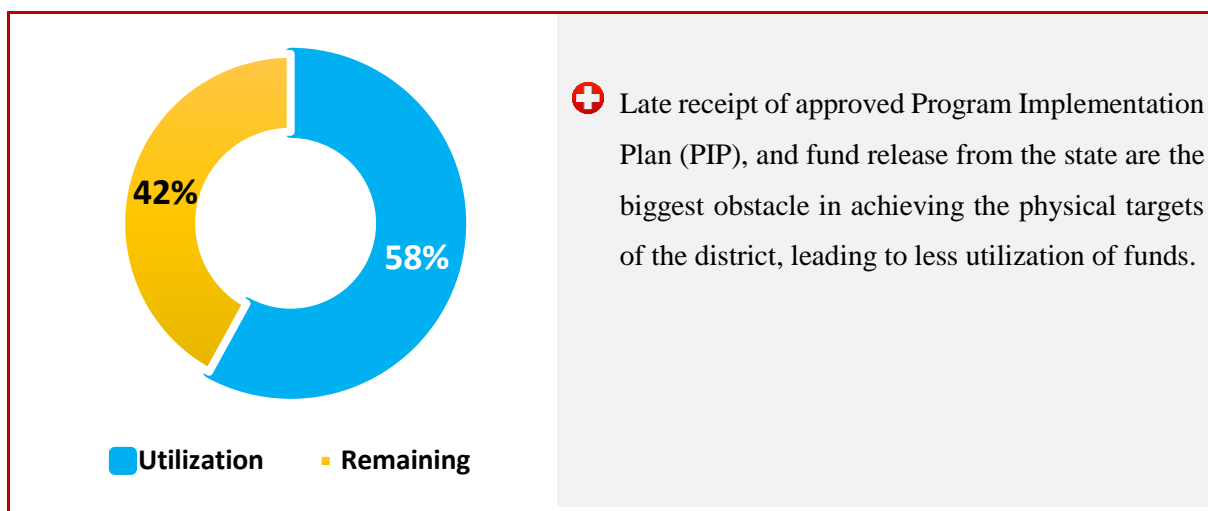 42%
58%
Utilization
Remaining
Late receipt of approved Program Implementation
Plan (PIP), and fund release from the state are the
biggest obstacle in achieving the physical targets
of the district, leading to less utilization of funds.